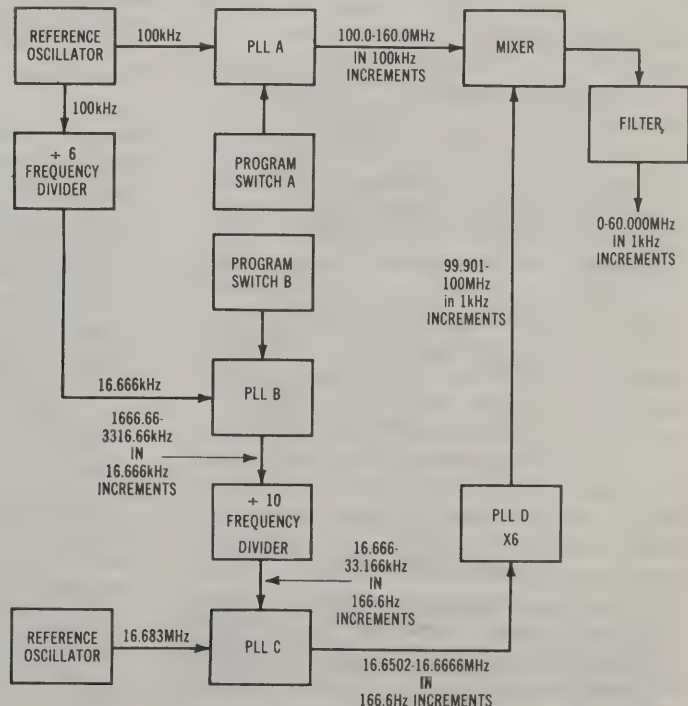 REFERENCE
OSCILLATOR
100kHz
PLL A
100.0-160.0MHz
IN 100kHz
INCREMENTS
MIXER
100kHz
÷ 6
FREQUENCY
DIVIDER
PROGRAM
SWITCH A
FILTER
0-60.000MHz
IN 1kHz
INCREMENTS
PROGRAM
SWITCH B
99.901-
100MHz
in 1kHz
INCREMENTS
16.666kHz
PLL B
1666.66-
3316.66kHz
IN
16.666kHz
INCREMENTS
÷ 10
FREQUENCY
DIVIDER
PLL D
X6
16.666-
33.166kHz
IN
166.6Hz
INCREMENTS
REFERENCE
OSCILLATOR
16.683MHz
PLL C
16.6502-16.6666MHz
IN
166.6Hz INCREMENTS